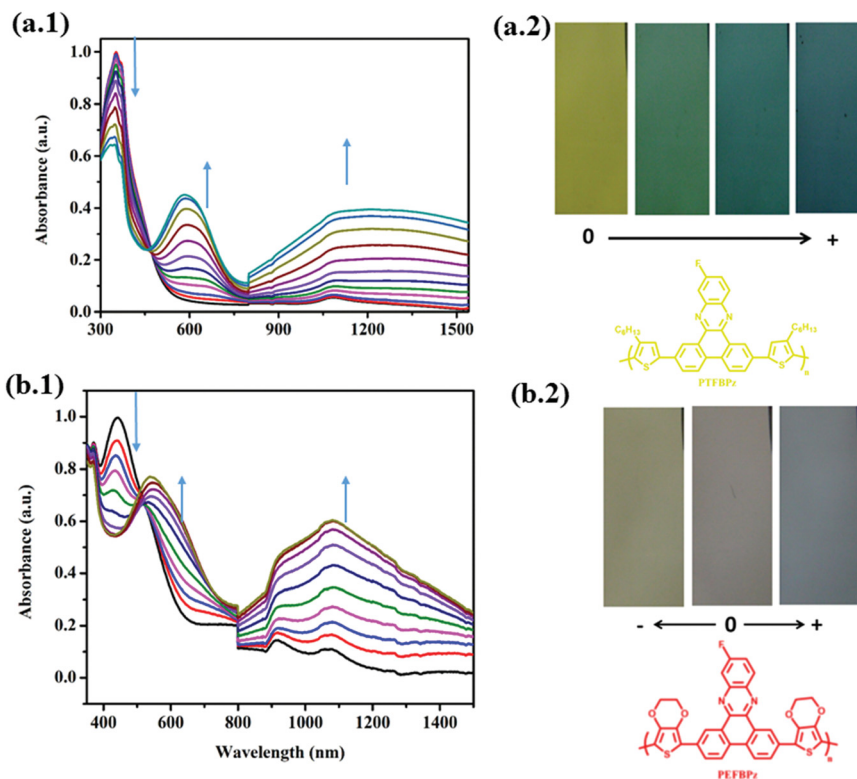 (a.1)
Absorbance (a.u.)
1.0
0.8
0.6
0.4
0.2
0.0
300 600 900 1200 1500
(a.2)
0 +
F
N N
C6H13 C6H13
S S
n
PTFBPz
(b.1)
Absorbance (a.u.)
1.0
0.8
0.6
0.4
0.2
0.0
400 600 800 1000 1200 1400
Wavelength (nm)
(b.2)
- 0 +
F
N N
O O O O
S S
n
PEFBPz